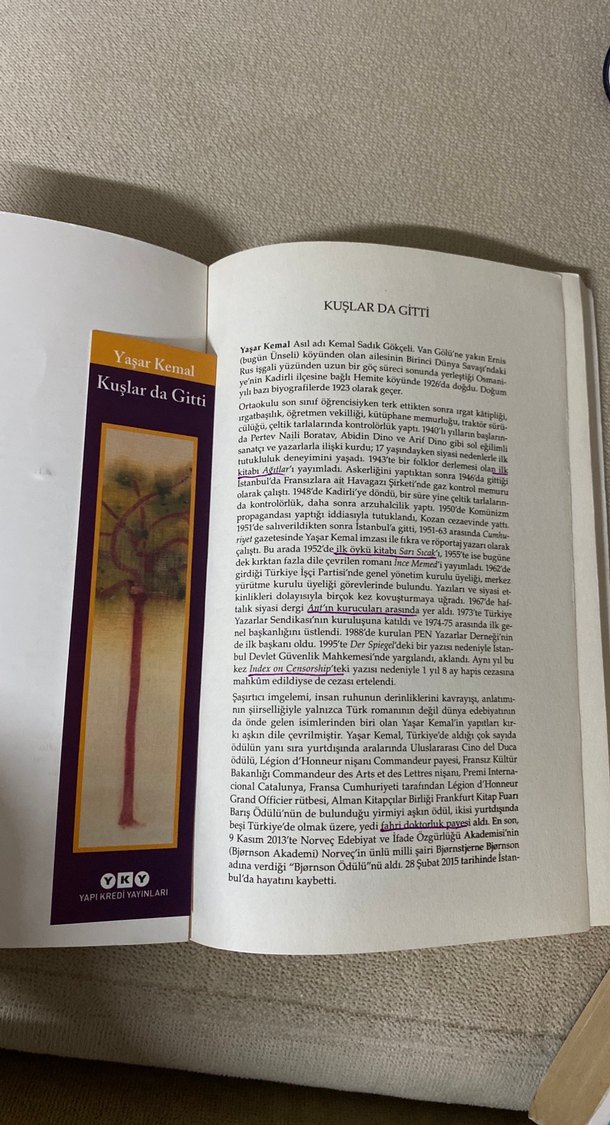 Yaşar Kemal
Kuşlar da Gitti
YKY
YAPI KREDİ YAYINLARI
KUŞLAR DA GİTTİ
Yaşar Kemal Asıl adı Kemal Sadık Gökçeli. Van Gölü'ne yakın Ernis
(bugün Ünseli) köyünden olan ailesinin Birinci Dünya Savaşı'ndaki
Rus işgali yüzünden uzun bir göç süreci sonunda yerleştiği Osmani-
ye'nin Kadirli ilçesine bağlı Hemite köyünde 1926'da doğdu. Doğum
yılı bazı biyografilerde 1923 olarak geçer.
Ortaokulu son sınıf öğrencisiyken terk ettikten sonra ırgat kâtipliği,
ırgatbaşılık, öğretmen vekilliği, kütüphane memurluğu, traktör sürü-
cülüğü, çeltik tarlalarında kontrolörlük yaptı. 1940'lı yılların başların-
da Pertev Naili Boratav, Abidin Dino ve Arif Dino gibi sol eğilimli
sanatçı ve yazarlarla ilişki kurdu; 17 yaşındayken siyasi nedenlerle ilk
tutukluluk deneyimini yaşadı. 1943'te bir folklor derlemesi olan ilk
kitabı Ağıtlar'ı yayımladı. Askerliğini yaptıktan sonra 1946'da gittiği
İstanbul'da Fransızlara ait Havagazı Şirketi'nde gaz kontrol memuru
olarak çalıştı. 1948'de Kadirli'ye döndü, bir süre yine çeltik tarlaların-
da kontrolörlük, daha sonra arzuhalcilik yaptı. 1950'de Komünizm
propagandası yaptığı iddiasıyla tutuklandı, Kozan cezaevinde yattı.
1951'de salıverildikten sonra İstanbul'a gitti, 1951-63 arasında Cumhu-
riyet gazetesinde Yaşar Kemal imzası ile fıkra ve röportaj yazarı olarak
çalıştı. Bu arada 1952'de ilk öykü kitabı Sarı Sıcak'ı, 1955'te ise bugüne
dek kırktan fazla dile çevrilen romanı İnce Memed'i yayımladı. 1962'de
girdiği Türkiye İşçi Partisi'nde genel yönetim kurulu üyeliği, merkez
yürütme kurulu üyeliği görevlerinde bulundu. Yazıları ve siyasi et-
kinlikleri dolayısıyla birçok kez kovuşturmaya uğradı. 1967'de haf-
talık siyasi dergi Ant'ın kurucuları arasında yer aldı. 1973'te Türkiye
Yazarlar Sendikası'nın kuruluşuna katıldı ve 1974-75 arasında ilk ge-
nel başkanlığını üstlendi. 1988'de kurulan PEN Yazarlar Derneği'nin
de ilk başkanı oldu. 1995'te Der Spiegel'deki bir yazısı nedeniyle İstan-
bul Devlet Güvenlik Mahkemesi'nde yargılandı, aklandı. Aynı yıl bu
kez Index on Censorship'teki yazısı nedeniyle 1 yıl 8 ay hapis cezasına
mahkûm edildiyse de cezası ertelendi.
Şaşırtıcı imgelemi, insan ruhunun derinliklerini kavrayışı, anlatımı-
nın şiirselliğiyle yalnızca Türk romanının değil dünya edebiyatının
da önde gelen isimlerinden biri olan Yaşar Kemal'in yapıtları kır-
kı aşkın dile çevrilmiştir. Yaşar Kemal, Türkiye'de aldığı çok sayıda
ödülün yanı sıra yurtdışında aralarında Uluslararası Cino del Duca
ödülü, Légion d'Honneur nişanı Commandeur payesi, Fransız Kültür
Bakanlığı Commandeur des Arts et des Lettres nişanı, Premi Interna-
cional Catalunya, Fransa Cumhuriyeti tarafından Légion d'Honneur
Grand Officier rütbesi, Alman Kitapçılar Birliği Frankfurt Kitap Fuarı
Barış Ödülü'nün de bulunduğu yirmiyi aşkın ödül, ikisi yurtdışında
beşi Türkiye'de olmak üzere, yedi fahri doktorluk payesi aldı. En son,
9 Kasım 2013'te Norveç Edebiyat ve İfade Özgürlüğü Akademisi'nin
(Bjørnson Akademi) Norveç'in ünlü milli şairi Bjørnstjerne Bjørnson
adına verdiği "Bjørnson Ödülü"nü aldı. 28 Şubat 2015 tarihinde İstan-
bul'da hayatını kaybetti.